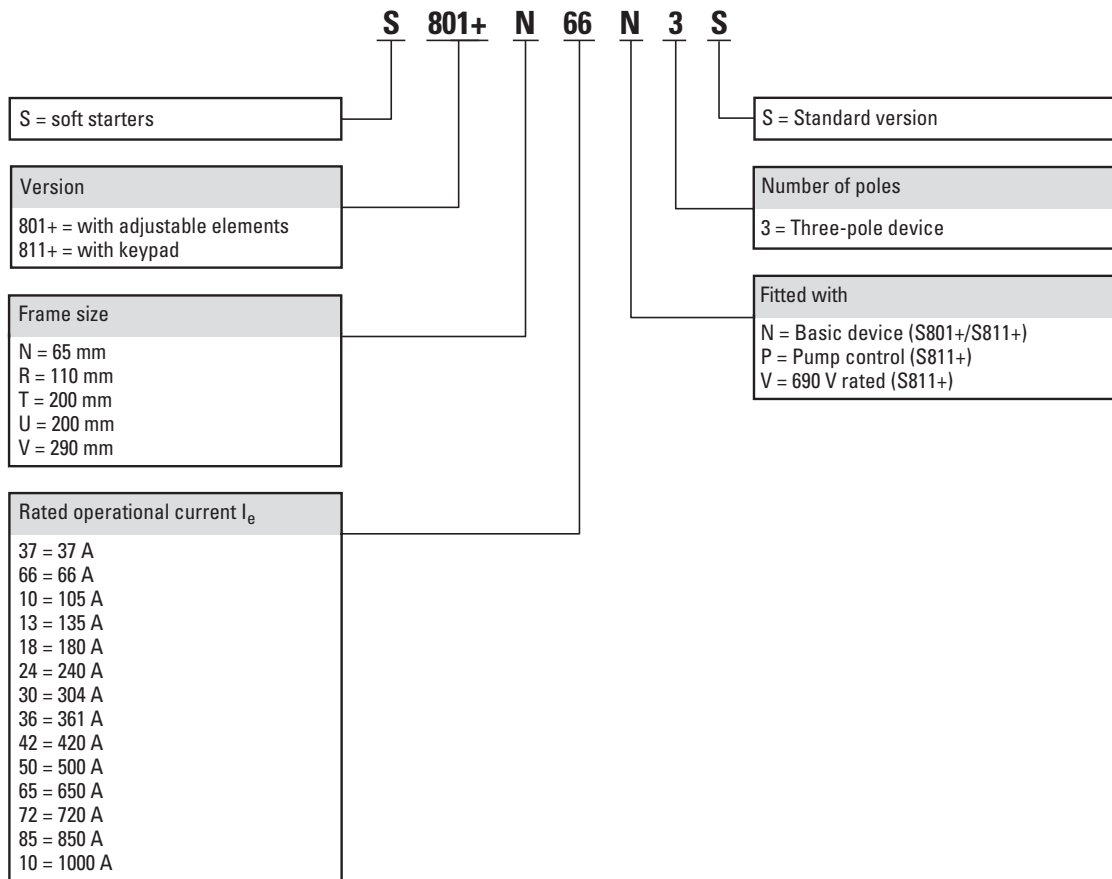 S 801+ N 66 N 3 S
S = soft starters
Version
801+ = with adjustable elements
811+ = with keypad
Frame size
N = 65 mm
R = 110 mm
T = 200 mm
U = 200 mm
V = 290 mm
Rated operational current Ie
37 = 37 A
66 = 66 A
10 = 105 A
13 = 135 A
18 = 180 A
24 = 240 A
30 = 304 A
36 = 361 A
42 = 420 A
50 = 500 A
65 = 650 A
72 = 720 A
85 = 850 A
10 = 1000 A
S = Standard version
Number of poles
3 = Three-pole device
Fitted with
N = Basic device (S801+/S811+)
P = Pump control (S811+)
V = 690 V rated (S811+)